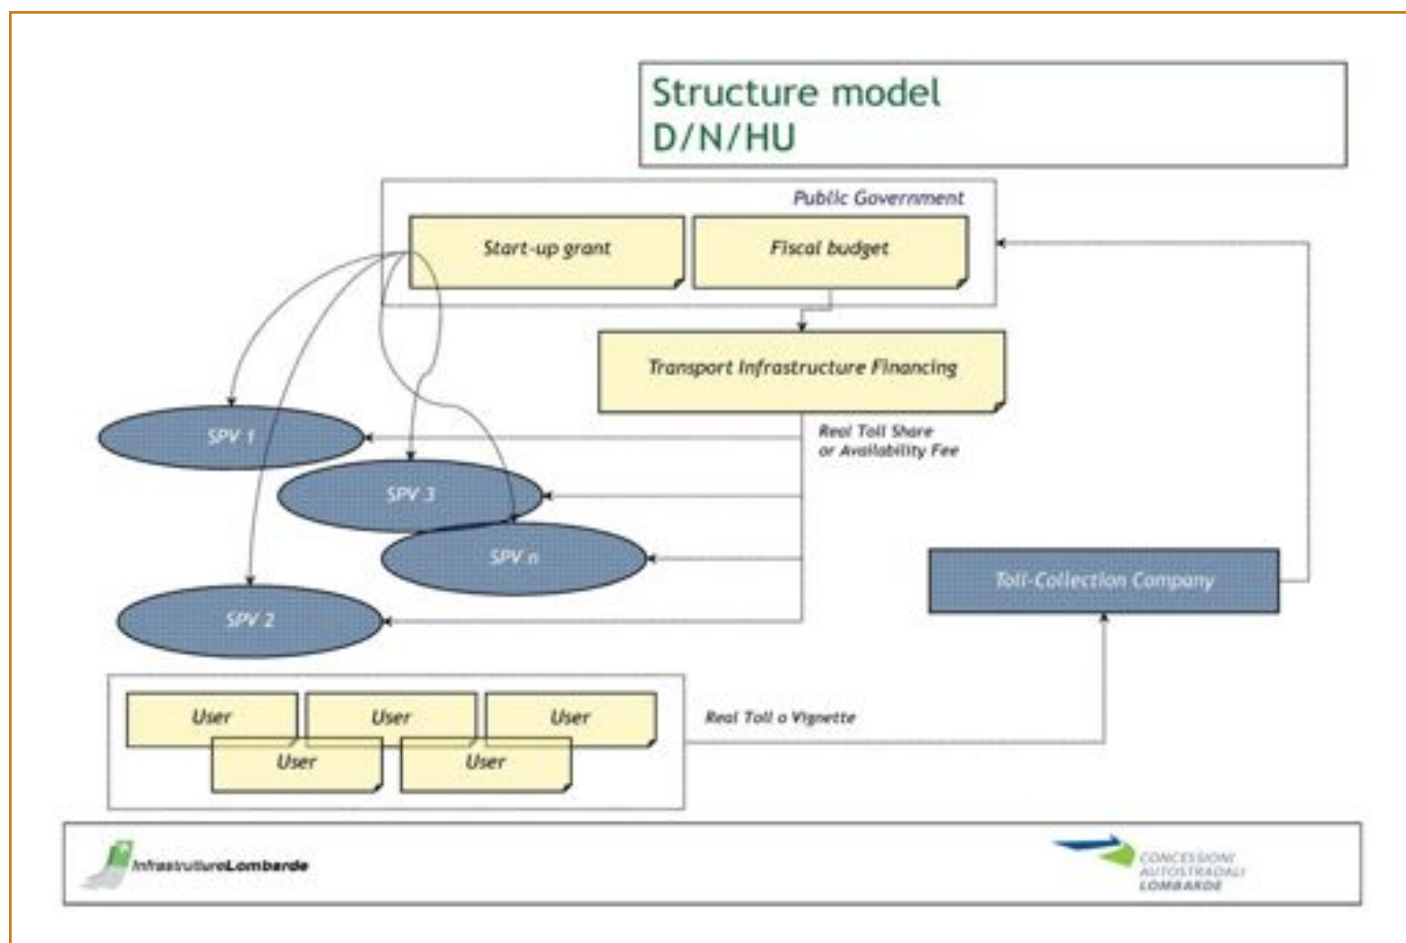 Structure model
D/N/HU
Public Government
Start-up grant
Fiscal budget
Transport Infrastructure Financing
Real Toll Share
or Availability Fee
SPV 1
SPV 3
SPV n
SPV 2
Toll-Collection Company
User
User
User
User
User
Real Toll o Vignette
InfrastruttureLombarde
CONCESSIONI
AUTOSTRADALI
LOMBARDE